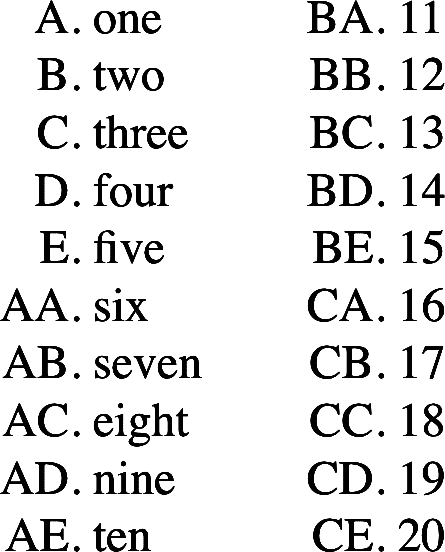 A. one
B. two
C. three
D. four
E. five
AA. six
AB. seven
AC. eight
AD. nine
AE. ten
BA. 11
BB. 12
BC. 13
BD. 14
BE. 15
CA. 16
CB. 17
CC. 18
CD. 19
CE. 20